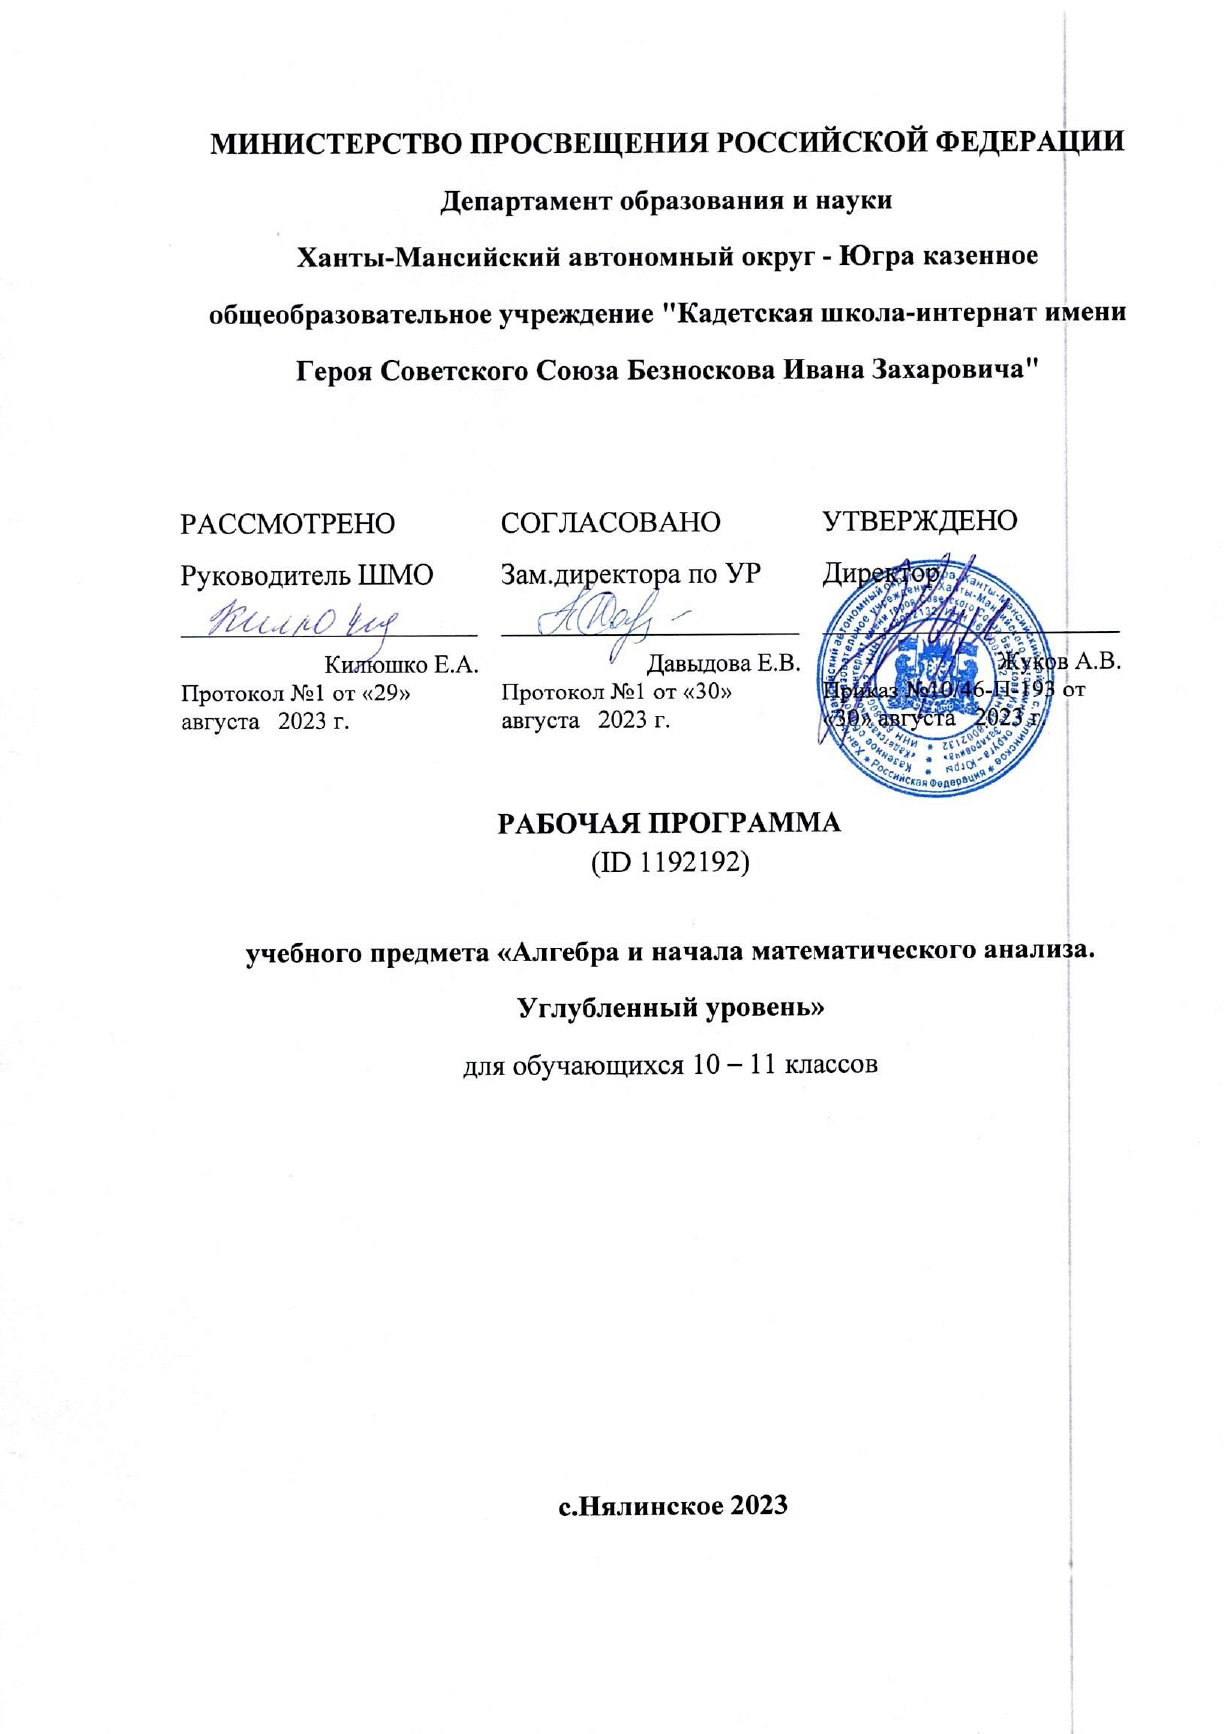 МИНИСТЕРСТВО ПРОСВЕЩЕНИЯ РОССИЙСКОЙ ФЕДЕРАЦИИ
Департамент образования и науки
Ханты-Мансийский автономный округ - Югра казенное
общеобразовательное учреждение "Кадетская школа-интернат имени
Героя Советского Союза Безноскова Ивана Захаровича"
РАССМОТРЕНО
Руководитель ШМО
Килюшко Е.А.
Протокол №1 от «29»
августа 2023 г.
СОГЛАСОВАНО
Зам.директора по УР
Давыдова Е.В.
Протокол №1 от «30»
августа 2023 г.
УТВЕРЖДЕНО
Директор
Жуков А.В.
Приказ №10/46-П-193 от
«30» августа 2023 г.
Российская Федерация
РАБОЧАЯ ПРОГРАММА
(ID 1192192)
учебного предмета «Алгебра и начала математического анализа.
Углубленный уровень»
для обучающихся 10 – 11 классов
с.Нялинское 2023